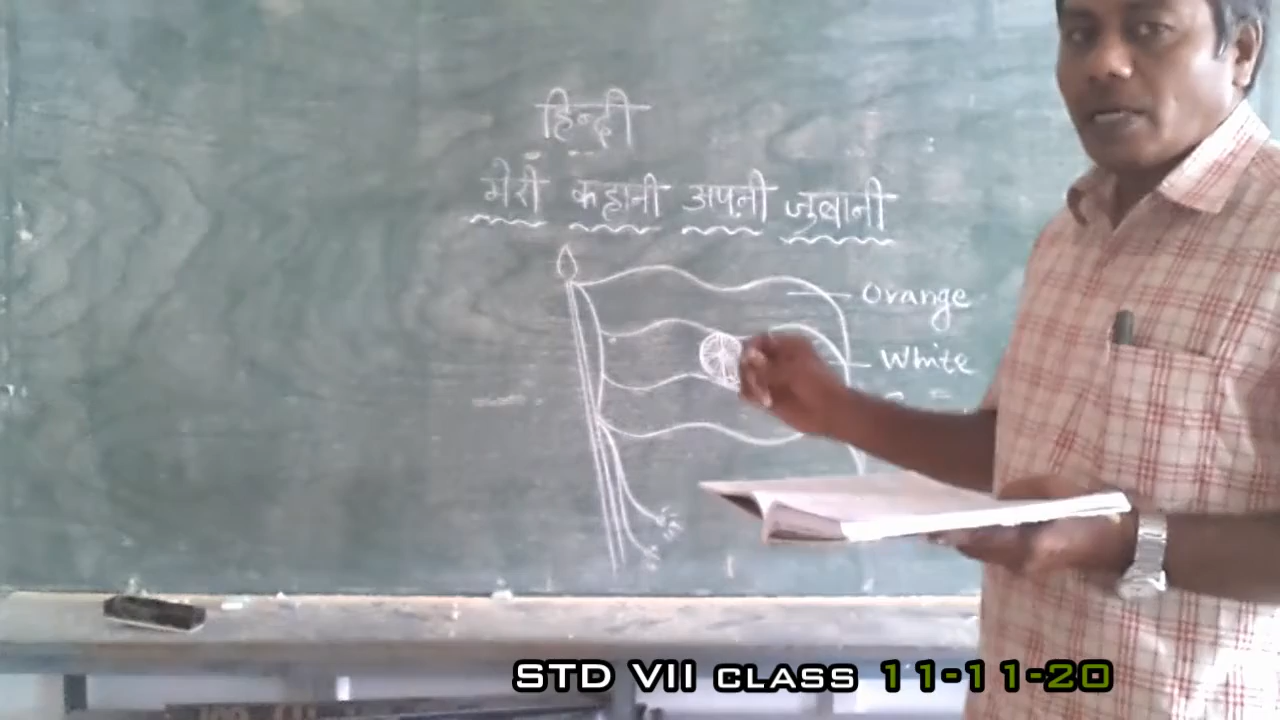 हिन्दी
मेरी कहानी अपनी जुबानी
Orange
White
STD VII CLASS 11-11-20